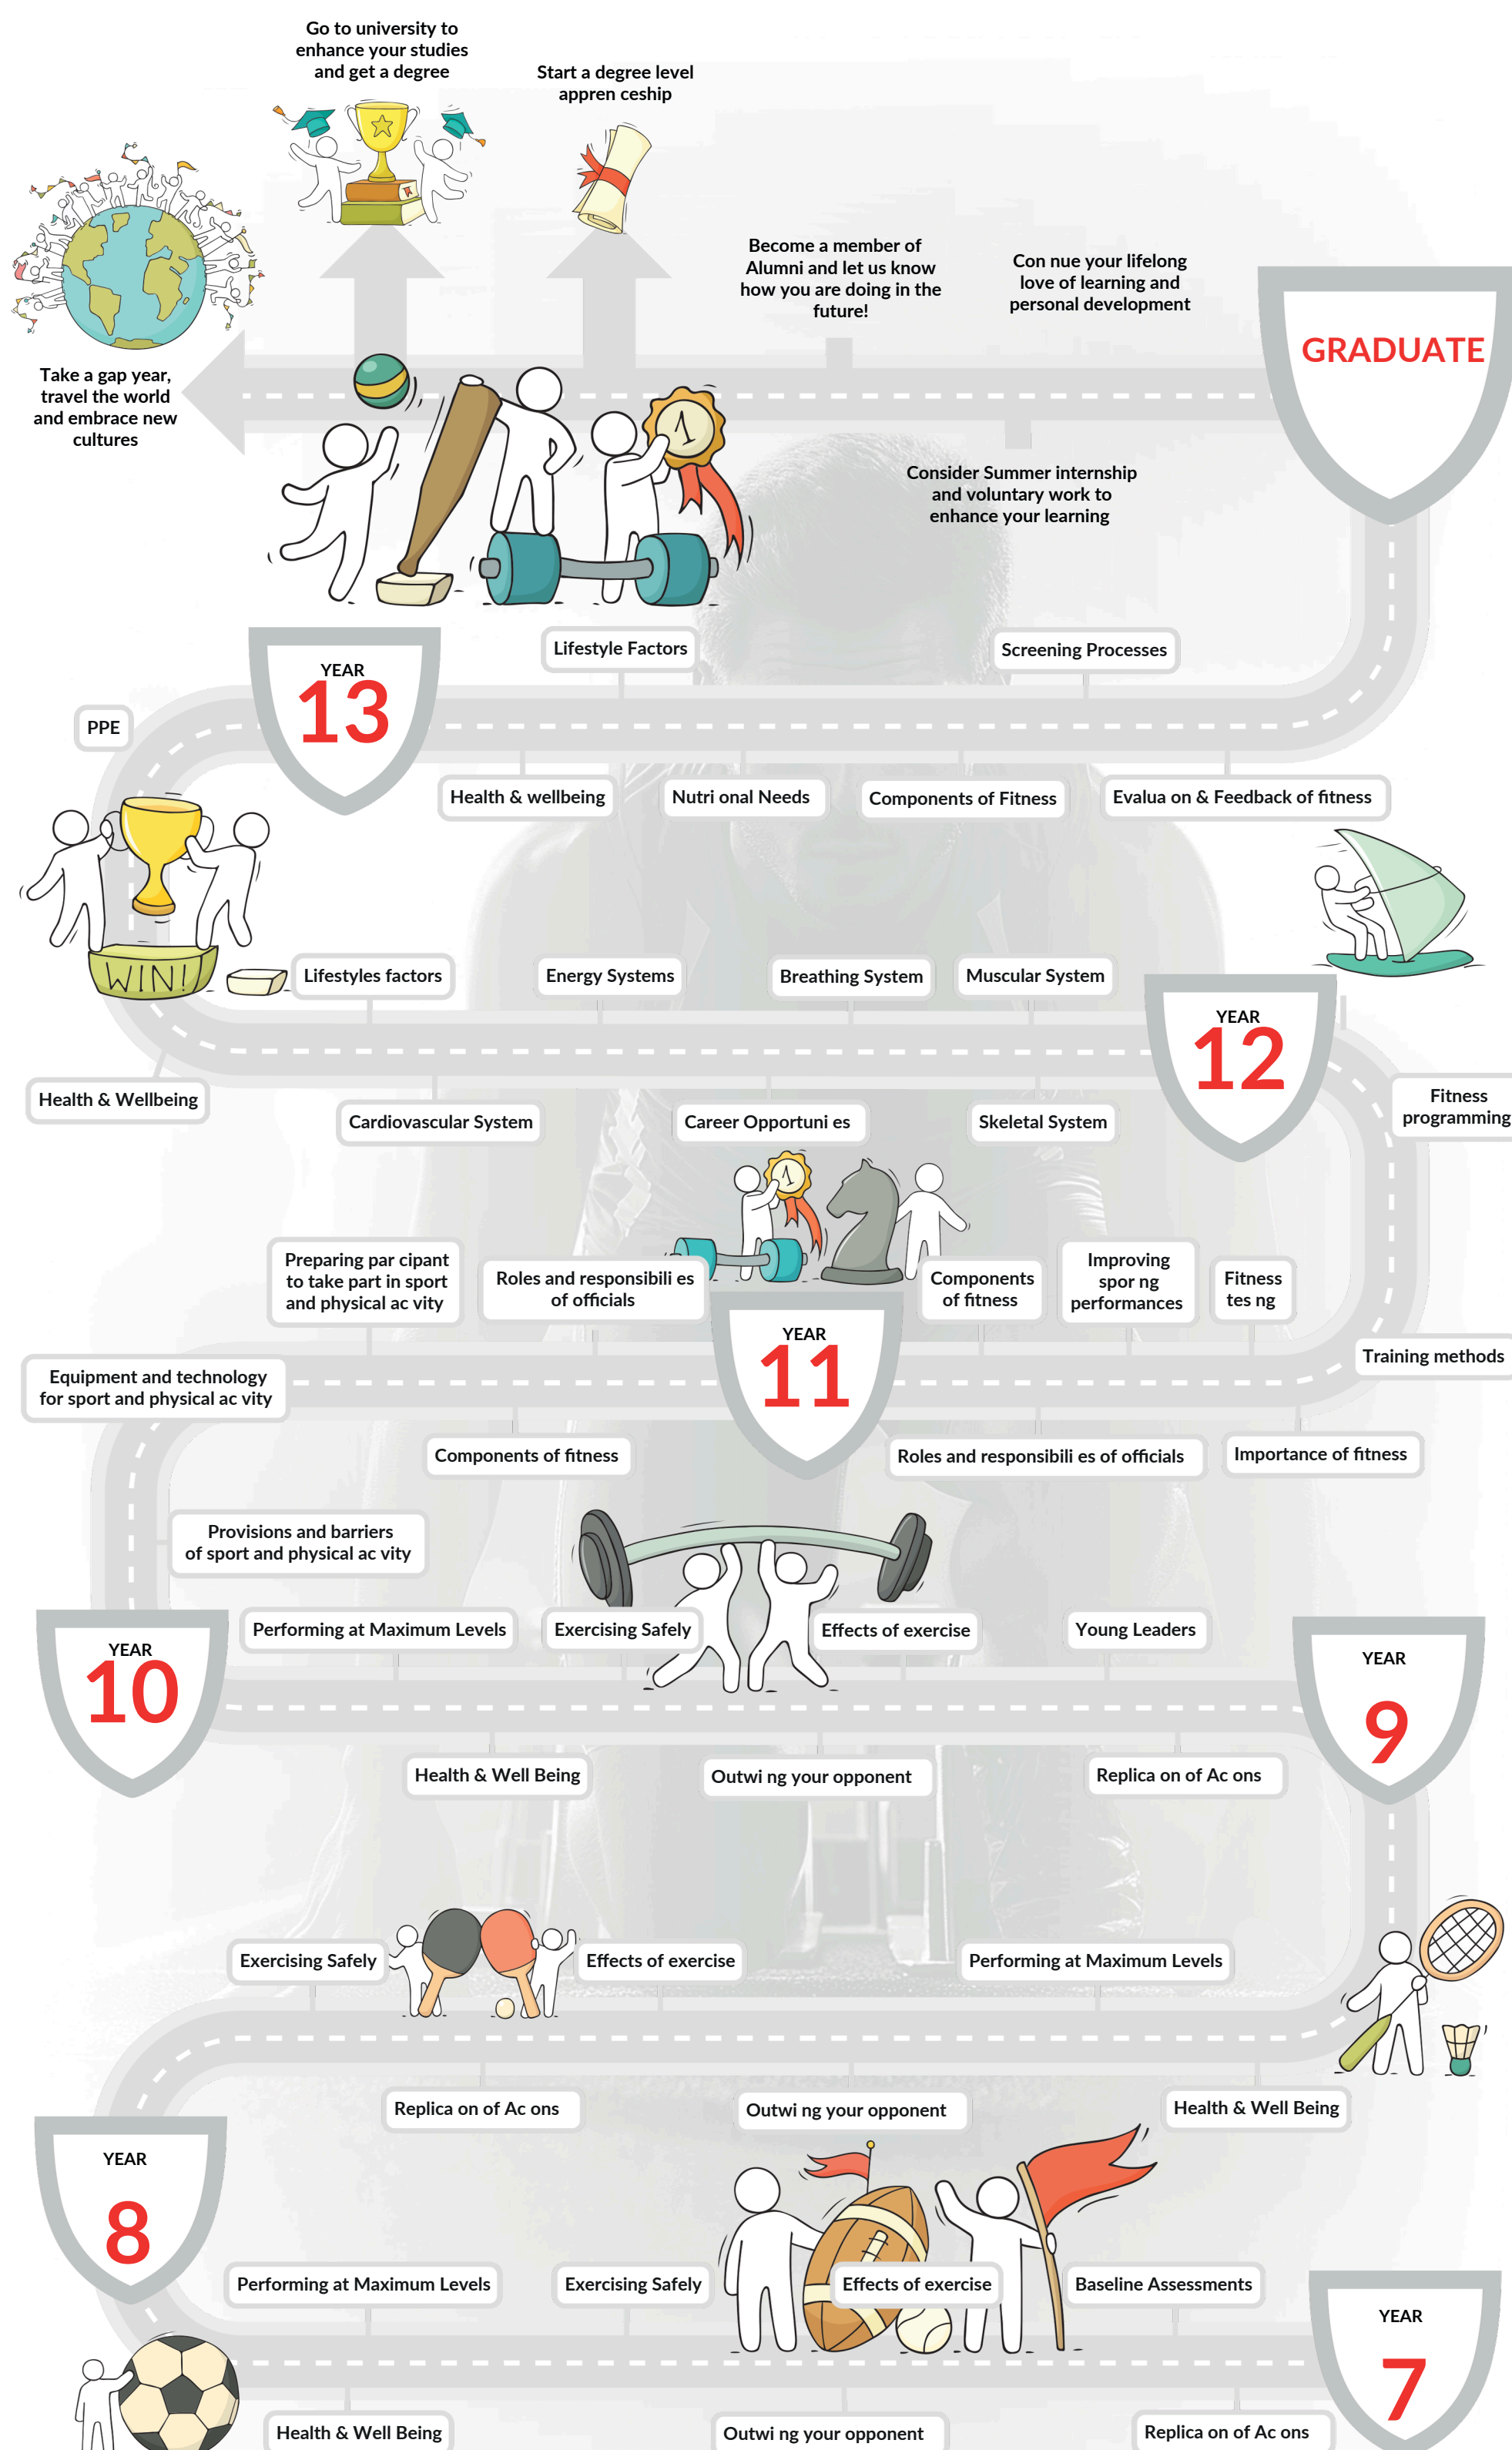 Go to university to
enhance your studies
and get a degree
Start a degree level
appren ceship
Become a member of
Alumni and let us know
how you are doing in the
future!
Con nue your lifelong
love of learning and
personal development
GRADUATE
Take a gap year,
travel the world
and embrace new
cultures
1
Consider Summer internship
and voluntary work to
enhance your learning
YEAR
13
Lifestyle Factors
Screening Processes
PPE
Health & wellbeing
Nutri onal Needs
Components of Fitness
Evalua on & Feedback of fitness
WIN!
Lifestyles factors
Energy Systems
Breathing System
Muscular System
YEAR
12
Health & Wellbeing
Cardiovascular System
Career Opportuni es
Skeletal System
Fitness
programming
1
Preparing par cipant
to take part in sport
and physical ac vity
Roles and responsibili es
of officials
Components
of fitness
Improving
spor ng
performances
Fitness
tes ng
YEAR
11
Training methods
Equipment and technology
for sport and physical ac vity
Components of fitness
Roles and responsibili es of officials
Importance of fitness
Provisions and barriers
of sport and physical ac vity
YEAR
10
Performing at Maximum Levels
Exercising Safely
Effects of exercise
Young Leaders
YEAR
9
Health & Well Being
Outwi ng your opponent
Replica on of Ac ons
Exercising Safely
Effects of exercise
Performing at Maximum Levels
Replica on of Ac ons
Outwi ng your opponent
Health & Well Being
YEAR
8
Performing at Maximum Levels
Exercising Safely
Effects of exercise
Baseline Assessments
YEAR
7
Health & Well Being
Outwi ng your opponent
Replica on of Ac ons